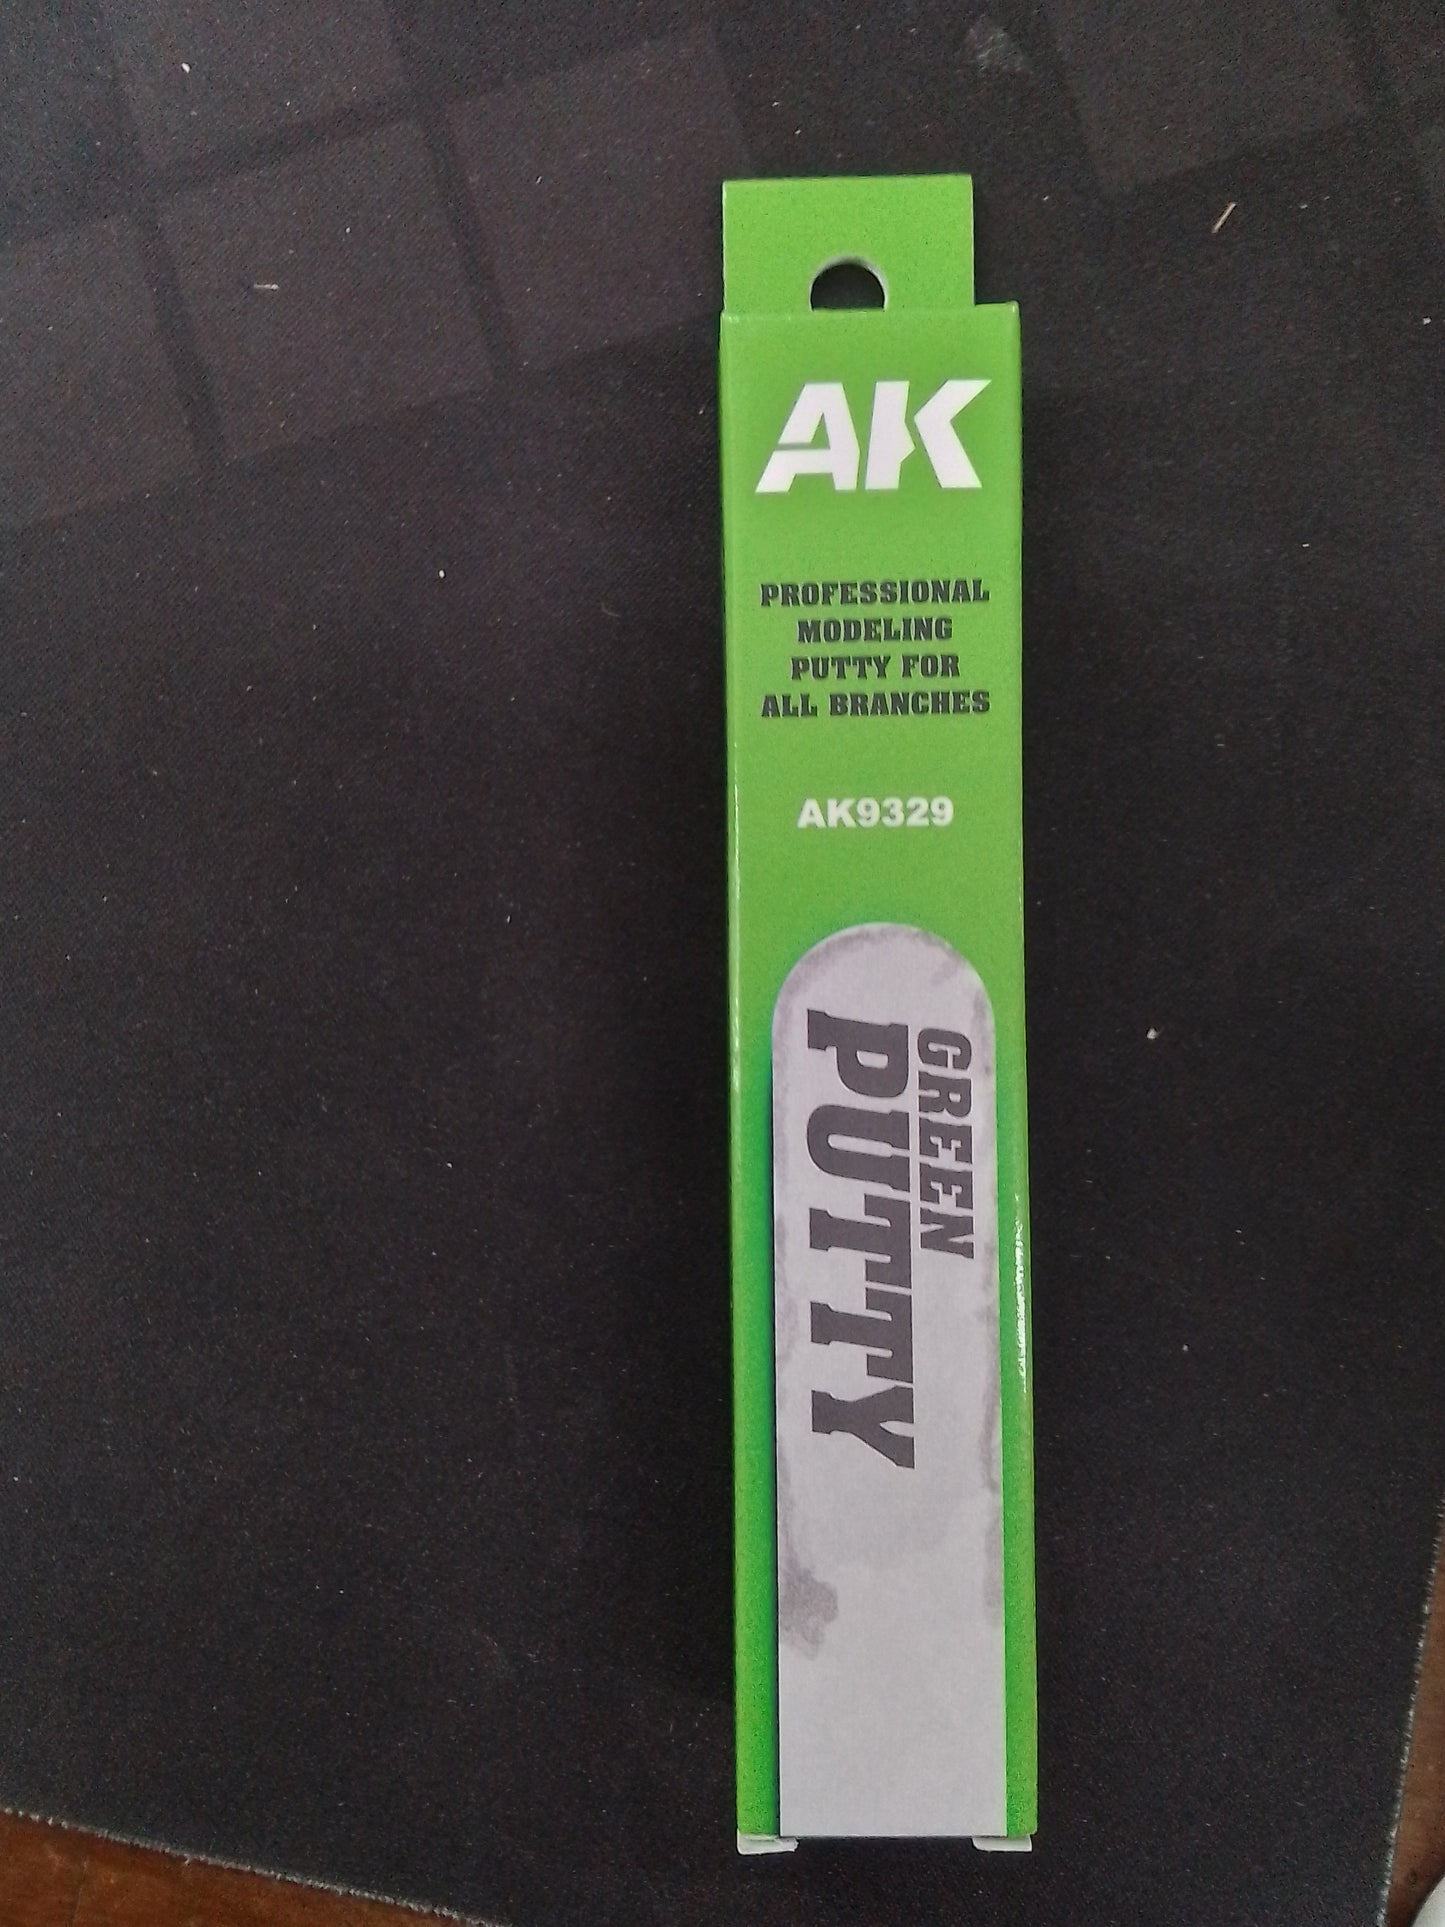 AK
PROFESSIONAL
MODELING
PUTTY FOR
ALL BRANCHES
AK9329
GREEN
PUTTY